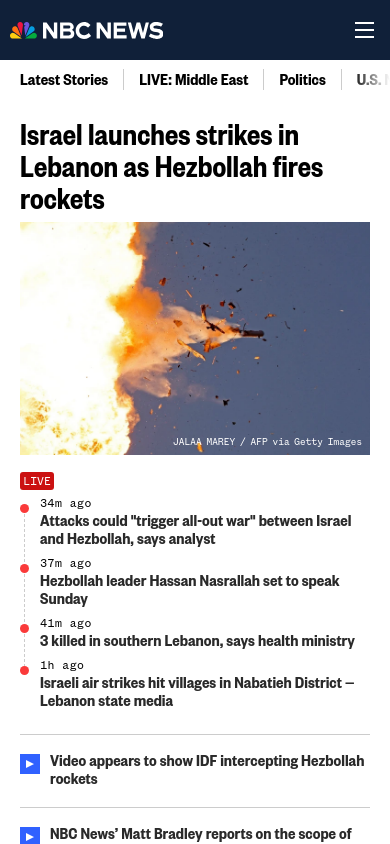 NBC NEWS
Latest Stories
LIVE: Middle East
Politics
U.S.
Israel launches strikes in
Lebanon as Hezbollah fires
rockets
JALAA MAREY / AFP via Getty Images
LIVE
34m ago
Attacks could "trigger all-out war" between Israel
and Hezbollah, says analyst
37m ago
Hezbollah leader Hassan Nasrallah set to speak
Sunday
41m ago
3 killed in southern Lebanon, says health ministry
1h ago
Israeli air strikes hit villages in Nabatieh District –
Lebanon state media
Video appears to show IDF intercepting Hezbollah
rockets
NBC News’ Matt Bradley reports on the scope of